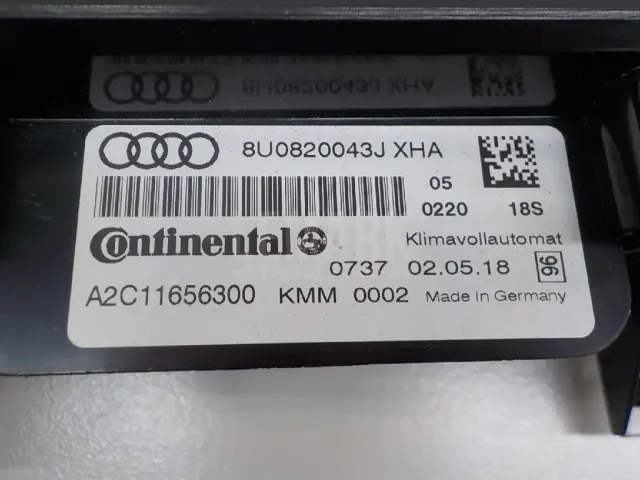 8U0820043J XHA
05
0220 18S
Continental
Klimavollautomat
0737 02.05.18 96
A2C11656300 KMM 0002 Made in Germany